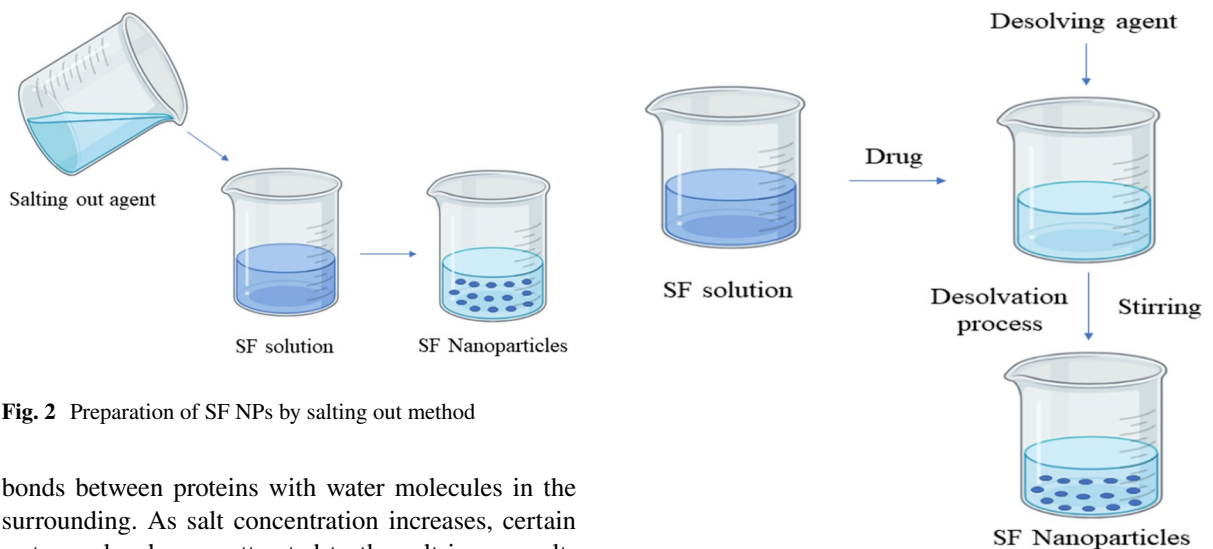 Salting out agent
SF solution
SF Nanoparticles
Fig. 2 Preparation of SF NPs by salting out method
bonds between proteins with water molecules in the
surrounding. As salt concentration increases, certain
Desolving agent
Drug
SF solution
Desolvation
process
Stirring
SF Nanoparticles